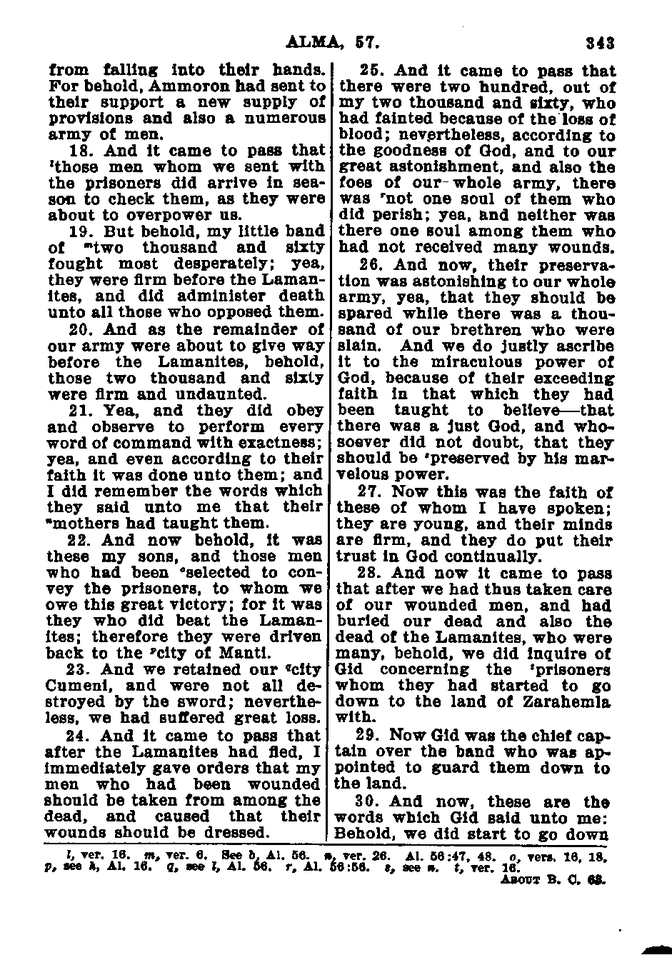 ALMA, 57.
343
from falling into their hands.
For behold, Ammoron had sent to
their support a new supply of
provisions and also a numerous
army of men.
18. And it came to pass that
ˡthose men whom we sent with
the prisoners did arrive in sea-
son to check them, as they were
about to overpower us.
19. But behold, my little band
of ᵐtwo thousand and sixty
fought most desperately; yea,
they were firm before the Laman-
ites, and did administer death
unto all those who opposed them.
20. And as the remainder of
our army were about to give way
before the Lamanites, behold,
those two thousand and sixty
were firm and undaunted.
21. Yea, and they did obey
and observe to perform every
word of command with exactness;
yea, and even according to their
faith it was done unto them; and
I did remember the words which
they said unto me that their
ⁿmothers had taught them.
22. And now behold, it was
these my sons, and those men
who had been ᵒselected to con-
vey the prisoners, to whom we
owe this great victory; for it was
they who did beat the Laman-
ites; therefore they were driven
back to the ᵖcity of Manti.
23. And we retained our qcity
Cumeni, and were not all de-
stroyed by the sword; neverthe-
less, we had suffered great loss.
24. And it came to pass that
after the Lamanites had fled, I
immediately gave orders that my
men who had been wounded
should be taken from among the
dead, and caused that their
wounds should be dressed.
25. And it came to pass that
there were two hundred, out of
my two thousand and sixty, who
had fainted because of the loss of
blood; nevertheless, according to
the goodness of God, and to our
great astonishment, and also the
foes of our whole army, there
was ʳnot one soul of them who
did perish; yea, and neither was
there one soul among them who
had not received many wounds.
26. And now, their preserva-
tion was astonishing to our whole
army, yea, that they should be
spared while there was a thou-
sand of our brethren who were
slain. And we do justly ascribe
it to the miraculous power of
God, because of their exceeding
faith in that which they had
been taught to believe—that
there was a just God, and who-
soever did not doubt, that they
should be ˢpreserved by his mar-
velous power.
27. Now this was the faith of
these of whom I have spoken;
they are young, and their minds
are firm, and they do put their
trust in God continually.
28. And now it came to pass
that after we had thus taken care
of our wounded men, and had
buried our dead and also the
dead of the Lamanites, who were
many, behold, we did inquire of
Gid concerning the ᵗprisoners
whom they had started to go
down to the land of Zarahemla
with.
29. Now Gid was the chief cap-
tain over the band who was ap-
pointed to guard them down to
the land.
30. And now, these are the
words which Gid said unto me:
Behold, we did start to go down
l, ver. 16. m, ver. 6. See b, Al. 56. n, ver. 26. Al. 56:47, 48. o, vers. 16, 18.
p, see h, Al. 16. q, see l, Al. 56. r, Al. 56:56. s, see n. t, ver. 16.
ABOUT B. C. 63.